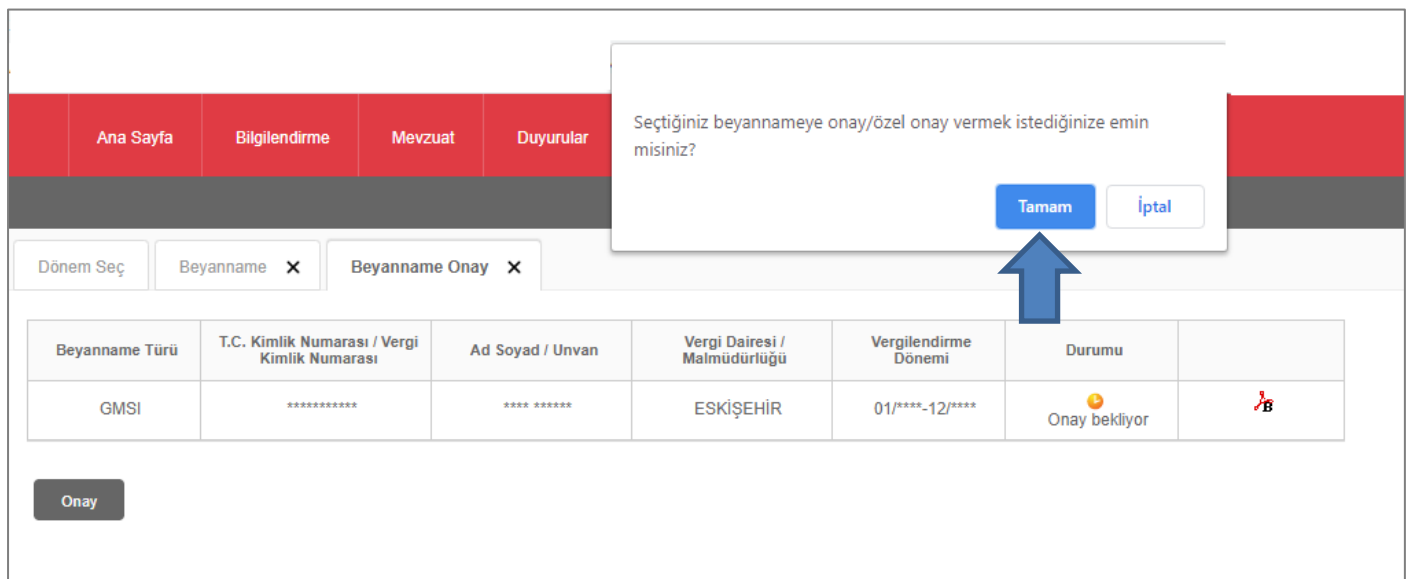 Seçtiğiniz beyannameye onay/özel onay vermek istediğinize emin
misiniz?
Tamam
İptal
Ana Sayfa
Bilgilendirme
Mevzuat
Duyurular
Dönem Seç
Beyanname X
Beyanname Onay X
Beyanname Türü
T.C. Kimlik Numarası / Vergi
Kimlik Numarası
Ad Soyad / Unvan
Vergi Dairesi /
Malmüdürlüğü
Vergilendirme
Dönemi
Durumu
GMSI
***********
**** ******
ESKİŞEHİR
01/****-12/****
Onay bekliyor
B
Onay